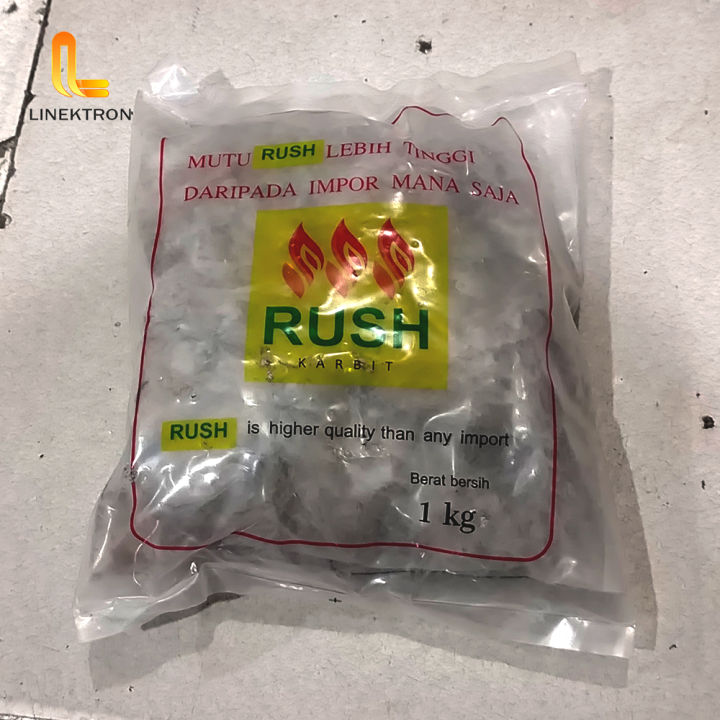 LINEKTRON
MUTU RUSH LEBIH TINGGI
DARIPADA IMPOR MANA SAJA
RUSH
KARBIT
RUSH is higher quality than any import
Berat bersih
1 kg